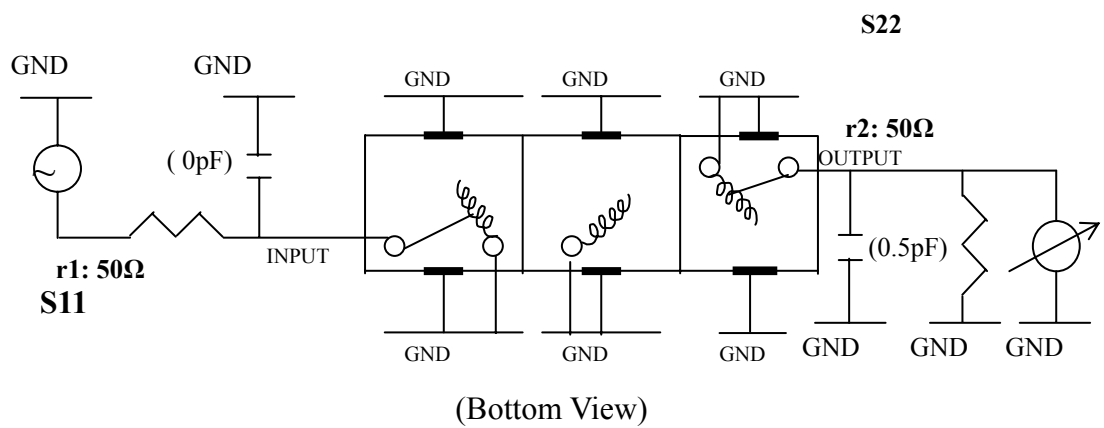 S22
GND
GND
GND
GND
GND
r2: 50Ω
( 0pF)
OUTPUT
INPUT
(0.5pF)
r1: 50Ω
S11
GND
GND
GND
GND
GND
GND
(Bottom View)